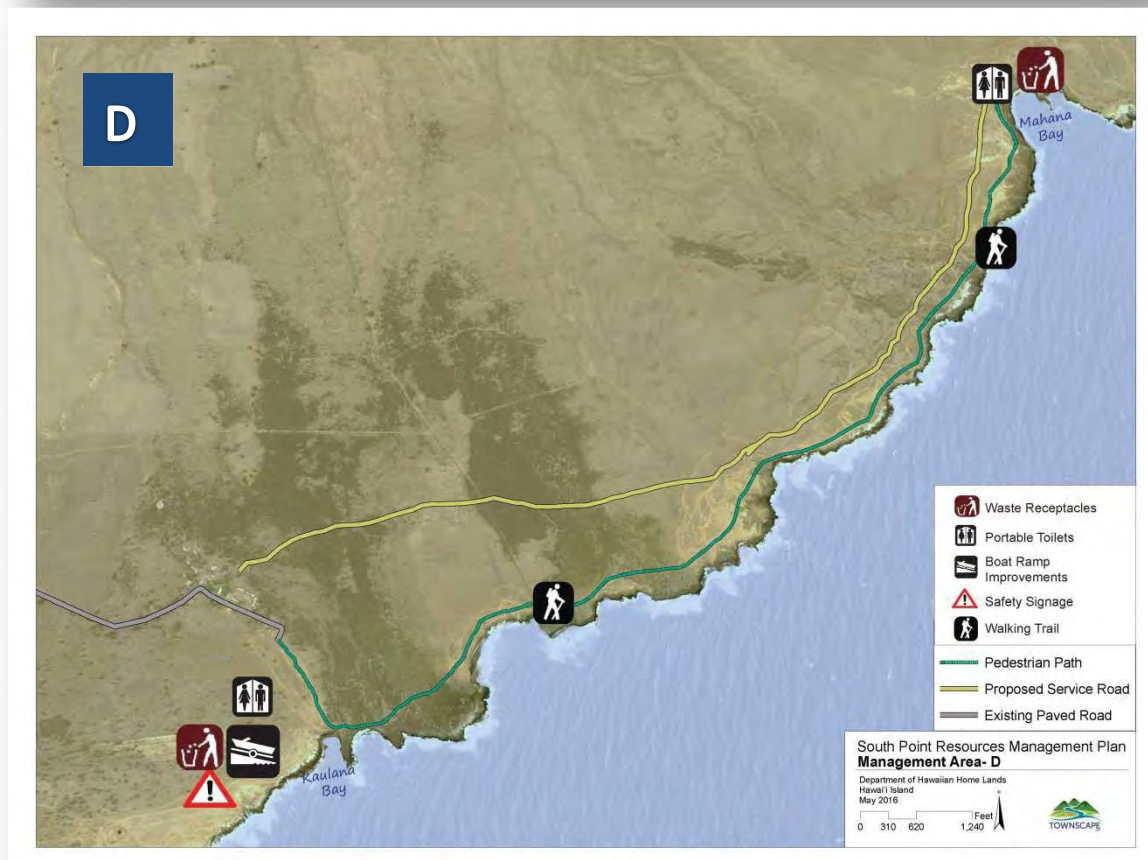 D
Mahana
Bay
Kaulana
Bay
Waste Receptacles
Portable Toilets
Boat Ramp
Improvements
Safety Signage
Walking Trail
Pedestrian Path
Proposed Service Road
Existing Paved Road
South Point Resources Management Plan
Management Area- D
Department of Hawaiian Home Lands
Hawai'i Island
May 2016
Feet
0 310 620 1,240
TOWNSCAPE